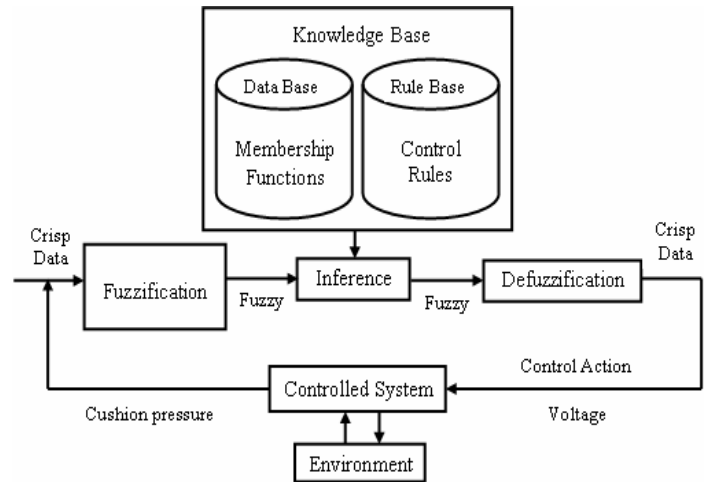 Knowledge Base
Data Base
Rule Base
Membership
Functions
Control
Rules
Crisp
Data
Crisp
Data
Fuzzification
Fuzzy
Inference
Fuzzy
Defuzzification
Controlled System
Control Action
Cushion pressure
Voltage
Environment